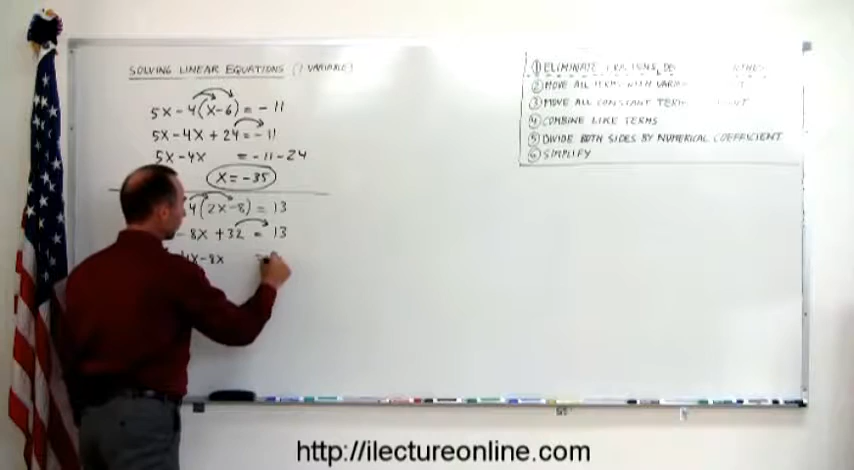 SOLVING LINEAR EQUATIONS (1 VARIABLE)
5X - 4(X - 6) = - 11
5X - 4X + 24 = - 11
5X - 4X = - 11 - 24
X = - 35
4(2X - 8) = 13
- 8X + 32 = 13
4X - 8X =
① ELIMINATE
② MOVE ALL TERMS WITH
③ MOVE ALL CONSTANT TERM
④ COMBINE LIKE TERMS
⑤ DIVIDE BOTH SIDES BY NUMERICAL COEFFICIENT
⑥ SIMPLIFY
http://ilectureonline.com